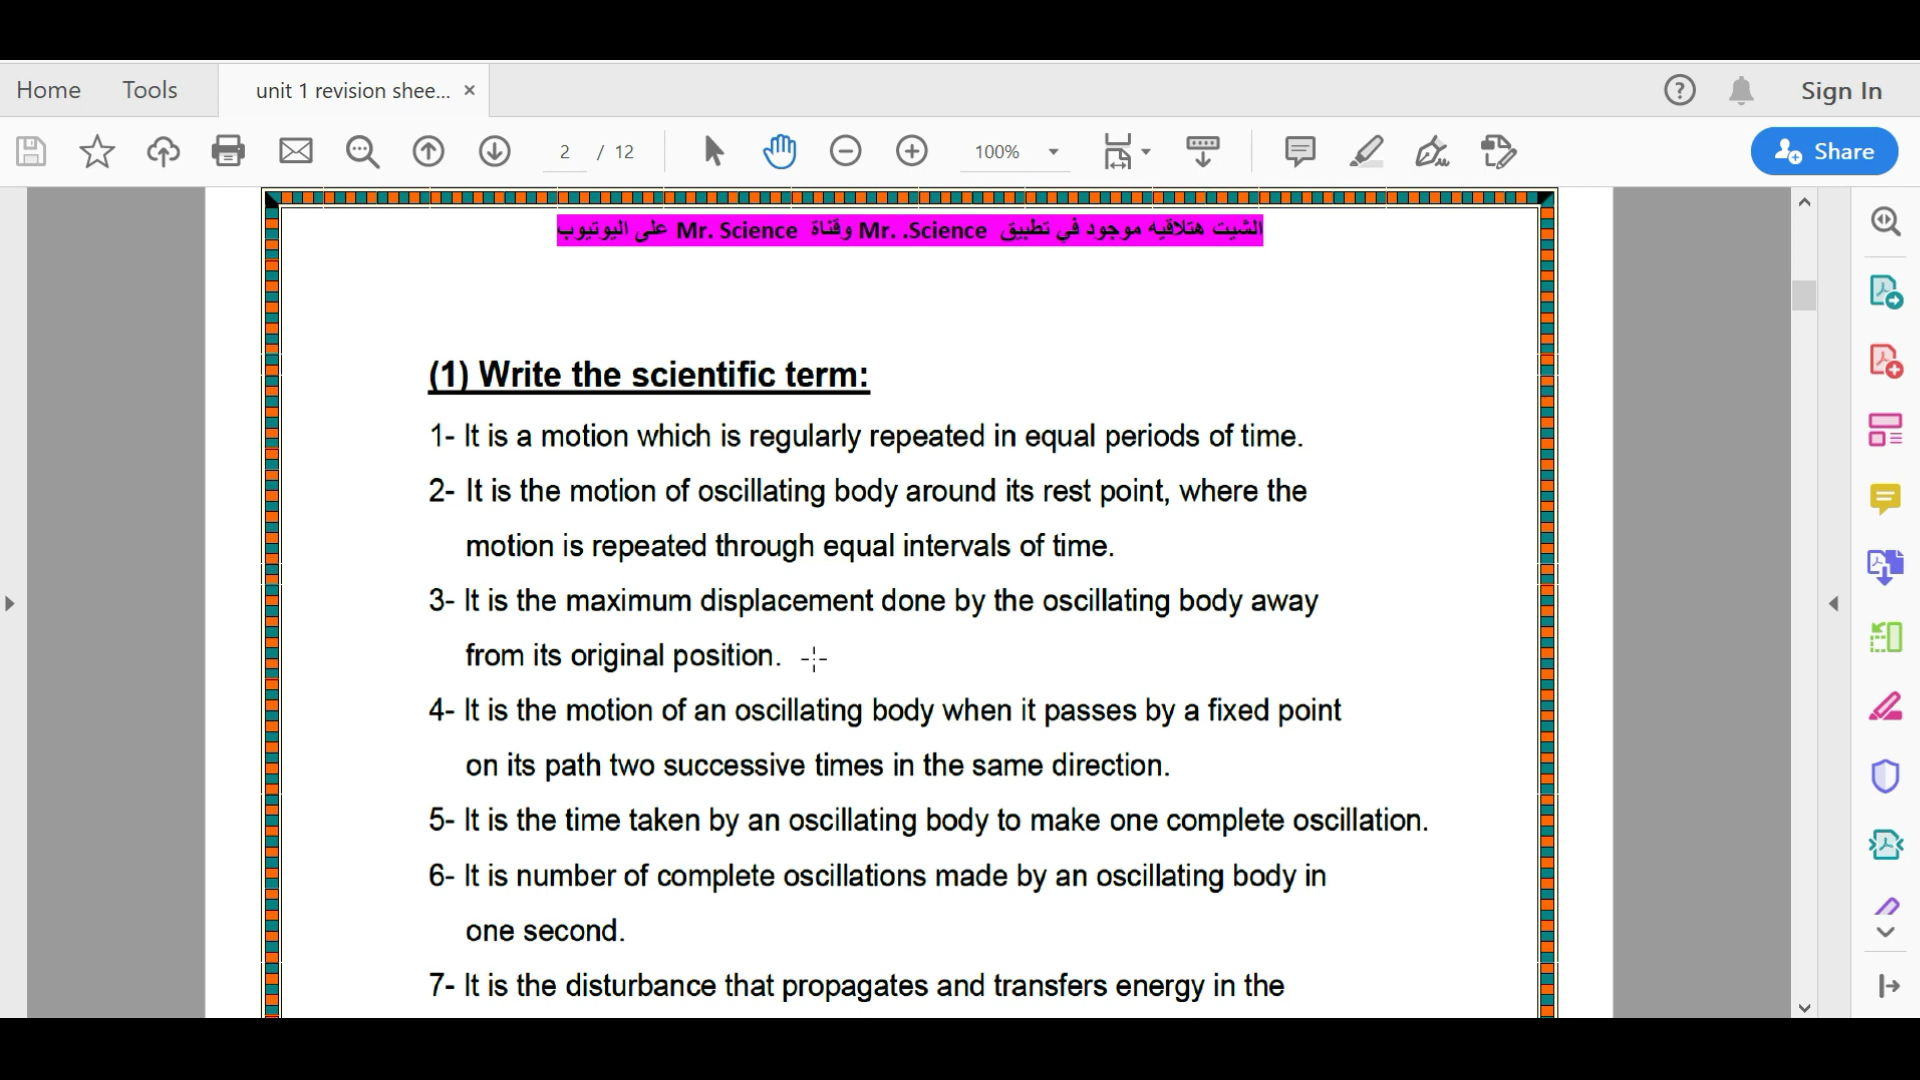 Home Tools unit 1 revision shee... × Sign In
2 / 12 100% Share
الشيت هتلاقيه موجود في تطبيق Mr. .Science وقناة Mr. Science على اليوتيوب
(1) Write the scientific term:
1- It is a motion which is regularly repeated in equal periods of time.
2- It is the motion of oscillating body around its rest point, where the
motion is repeated through equal intervals of time.
3- It is the maximum displacement done by the oscillating body away
from its original position.
4- It is the motion of an oscillating body when it passes by a fixed point
on its path two successive times in the same direction.
5- It is the time taken by an oscillating body to make one complete oscillation.
6- It is number of complete oscillations made by an oscillating body in
one second.
7- It is the disturbance that propagates and transfers energy in the